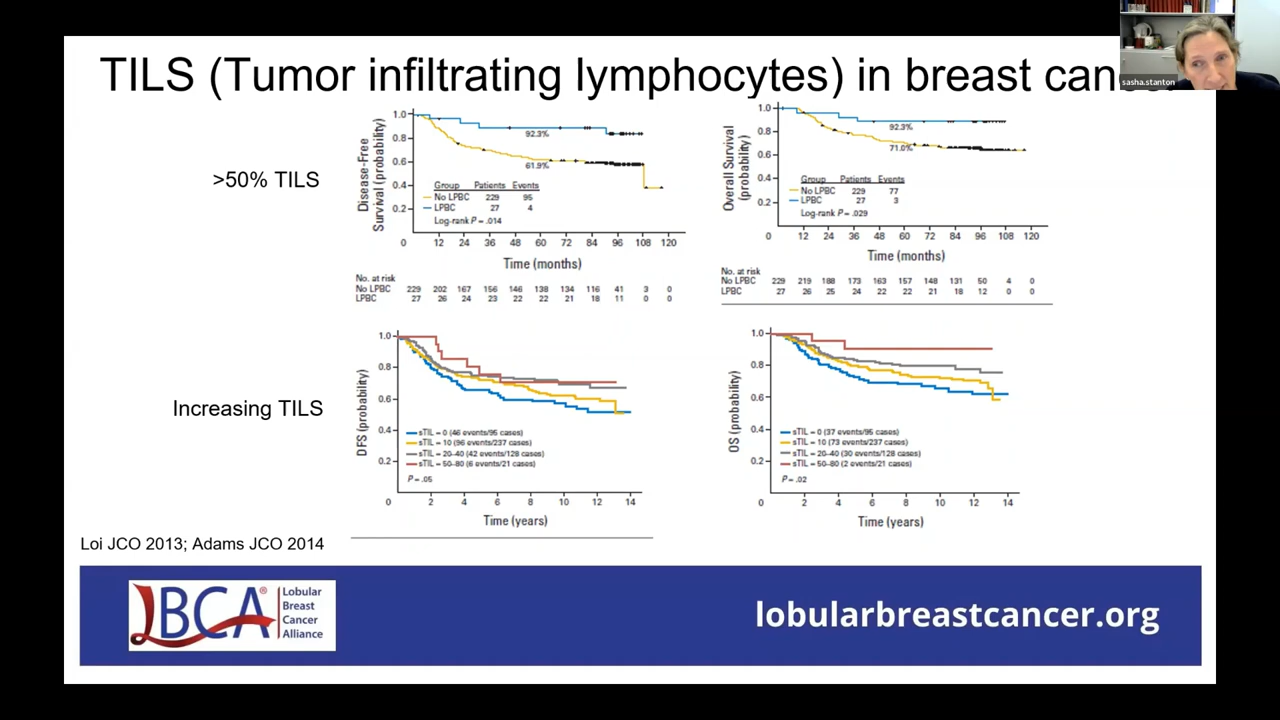 TILS (Tumor infiltrating lymphocytes) in breast can
sasha.stanton
>50% TILS
Disease-Free
Survival (probability)
1.0
0.8
0.6
0.4
0.2
0 12 24 36 48 60 72 84 96 108 120
92.3%
61.9%
Group Patients Events
No LPBC 229 95
LPBC 27 4
Log-rank P = .014
Time (months)
No. at risk
No LPBC 229 202 167 156 146 138 134 116 41 3 0
LPBC 27 26 24 23 22 22 21 18 11 0 0
Overall Survival
(probability)
1.0
0.8
0.6
0.4
0.2
0 12 24 36 48 60 72 84 96 108 120
92.3%
71.0%
Group Patients Events
No LPBC 229 77
LPBC 27 3
Log-rank P = .029
Time (months)
No. at risk
No LPBC 229 219 188 173 163 157 148 131 50 4 0
LPBC 27 26 25 24 22 22 21 18 12 0 0
Increasing TILS
DFS (probability)
1.0
0.8
0.6
0.4
0.2
0 2 4 6 8 10 12 14
sTIL = 0 (46 events/95 cases)
sTIL = 10 (96 events/237 cases)
sTIL = 20-40 (42 events/128 cases)
sTIL = 50-80 (6 events/21 cases)
P = .05
Time (years)
OS (probability)
1.0
0.8
0.6
0.4
0.2
0 2 4 6 8 10 12 14
sTIL = 0 (37 events/95 cases)
sTIL = 10 (73 events/237 cases)
sTIL = 20-40 (30 events/128 cases)
sTIL = 50-80 (2 events/21 cases)
P = .02
Time (years)
Loi JCO 2013; Adams JCO 2014
LBCA®
Lobular
Breast
Cancer
Alliance
lobularbreastcancer.org